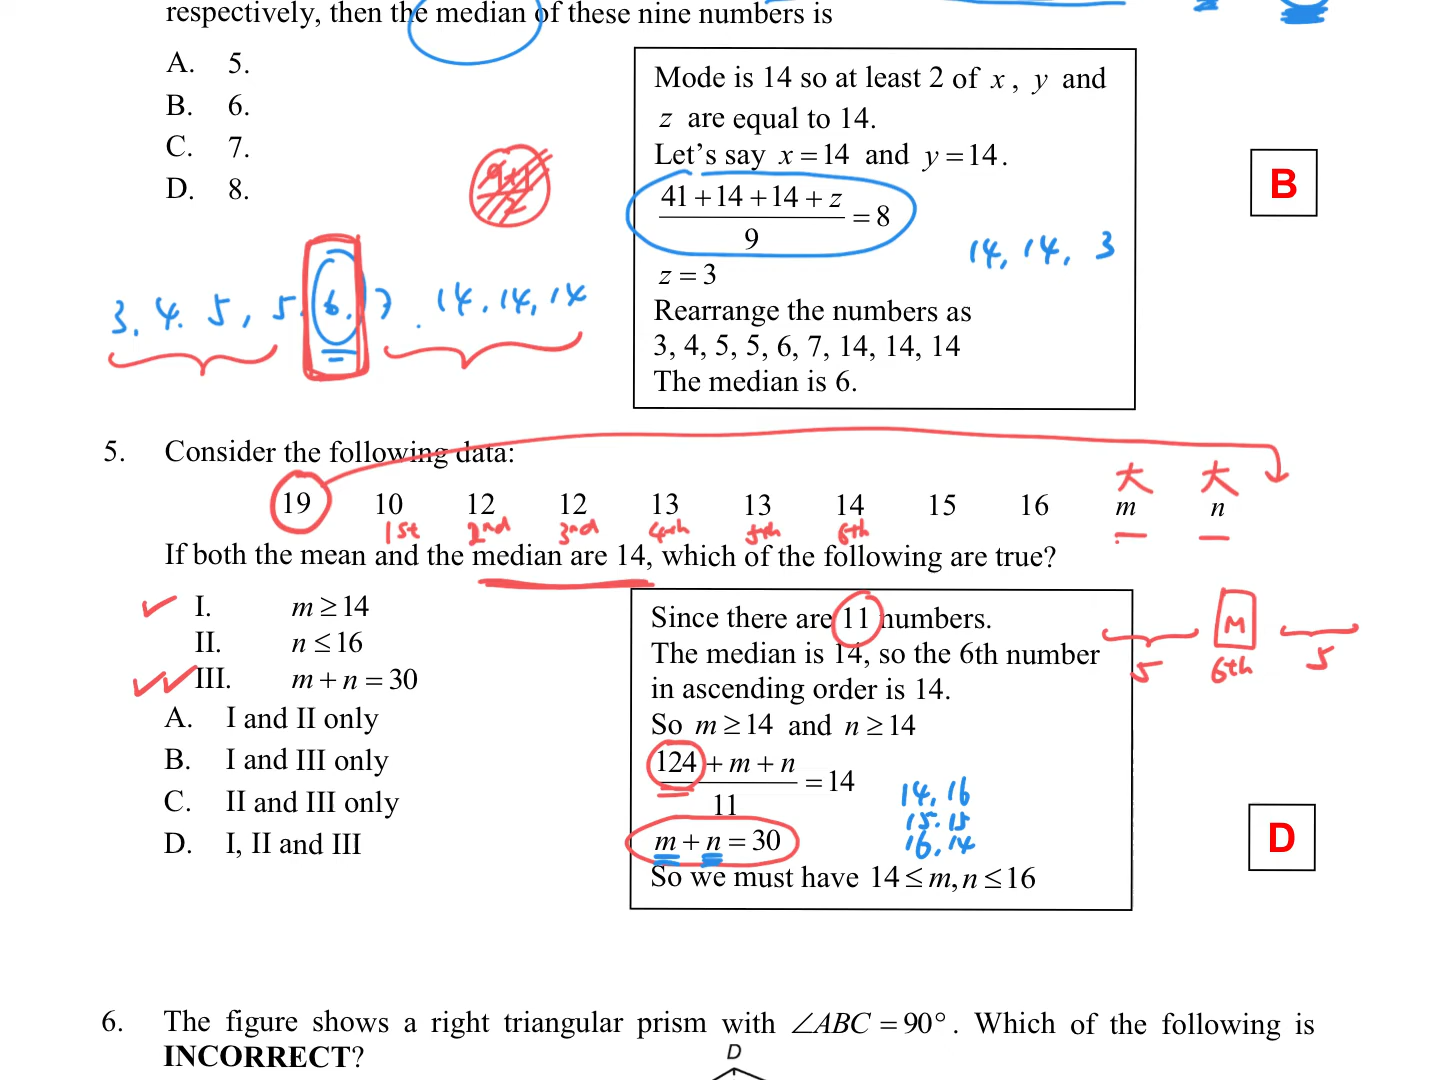 respectively, then the median of these nine numbers is
A. 5.
B. 6.
C. 7.
D. 8.
Mode is 14 so at least 2 of x, y and
z are equal to 14.
Let's say x = 14 and y = 14.
41 + 14 + 14 + z
9
= 8
z = 3
Rearrange the numbers as
3, 4, 5, 5, 6, 7, 14, 14, 14
The median is 6.
14, 14, 3
B
3, 4, 5, 5, 6, 7, 14, 14, 14
5. Consider the following data:
大 大
19 10 12 12 13 13 14 15 16 m n
1st 2nd 3rd 4th 5th 6th
If both the mean and the median are 14, which of the following are true?
I. m ≥ 14
II. n ≤ 16
III. m + n = 30
A. I and II only
B. I and III only
C. II and III only
D. I, II and III
Since there are 11 numbers.
The median is 14, so the 6th number
in ascending order is 14.
So m ≥ 14 and n ≥ 14
124 + m + n
11
= 14
m + n = 30
So we must have 14 ≤ m, n ≤ 16
14, 16
15, 15
16, 14
M
5 6th 5
D
6. The figure shows a right triangular prism with ∠ABC = 90°. Which of the following is
INCORRECT?
D